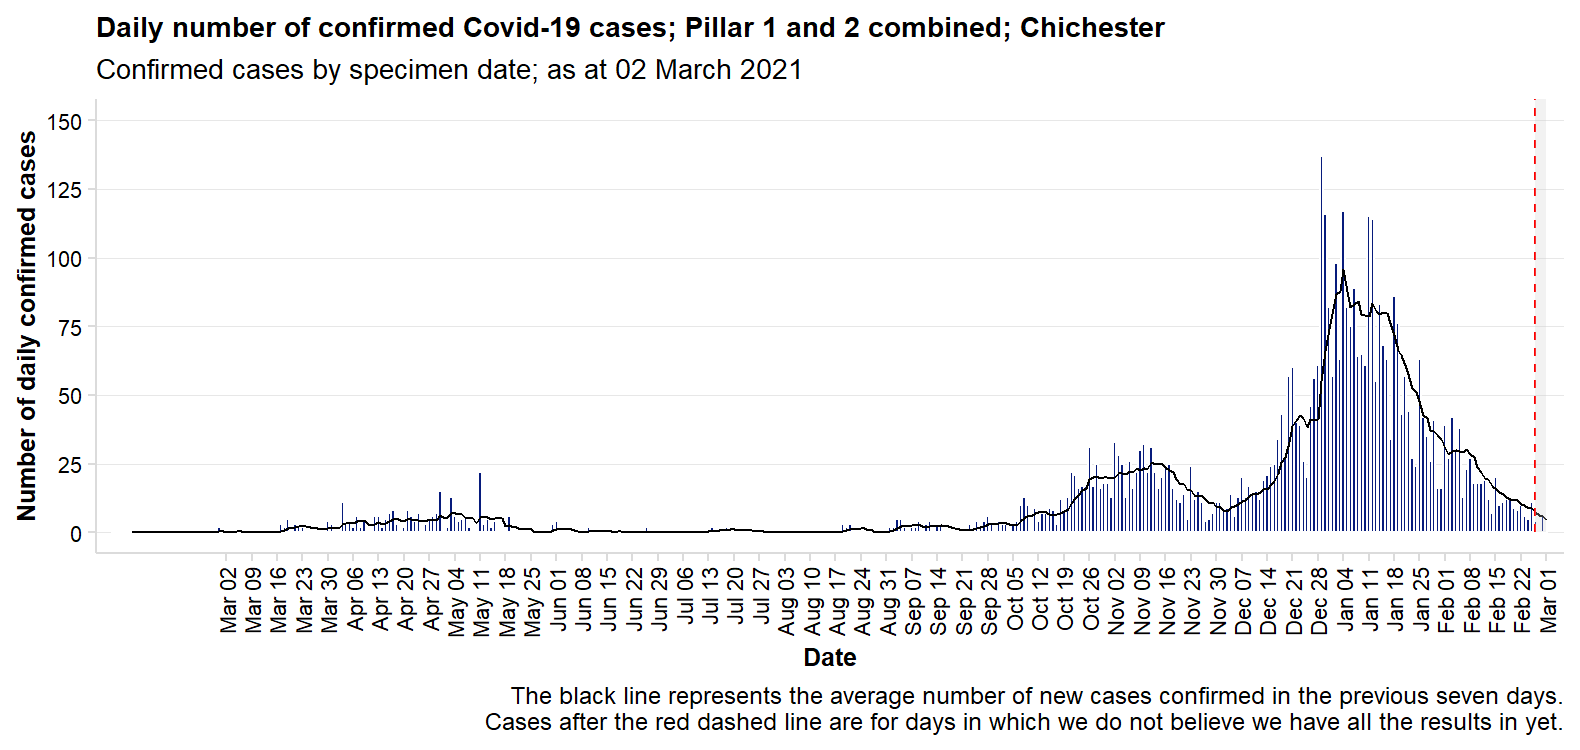 Daily number of confirmed Covid-19 cases; Pillar 1 and 2 combined; Chichester
Confirmed cases by specimen date; as at 02 March 2021
Number of daily confirmed cases
150
125
100
75
50
25
0
Mar 02
Mar 09
Mar 16
Mar 23
Mar 30
Apr 06
Apr 13
Apr 20
Apr 27
May 04
May 11
May 18
May 25
Jun 01
Jun 08
Jun 15
Jun 22
Jun 29
Jul 06
Jul 13
Jul 20
Jul 27
Aug 03
Aug 10
Aug 17
Aug 24
Aug 31
Sep 07
Sep 14
Sep 21
Sep 28
Oct 05
Oct 12
Oct 19
Oct 26
Nov 02
Nov 09
Nov 16
Nov 23
Nov 30
Dec 07
Dec 14
Dec 21
Dec 28
Jan 04
Jan 11
Jan 18
Jan 25
Feb 01
Feb 08
Feb 15
Feb 22
Mar 01
Date
The black line represents the average number of new cases confirmed in the previous seven days.
Cases after the red dashed line are for days in which we do not believe we have all the results in yet.